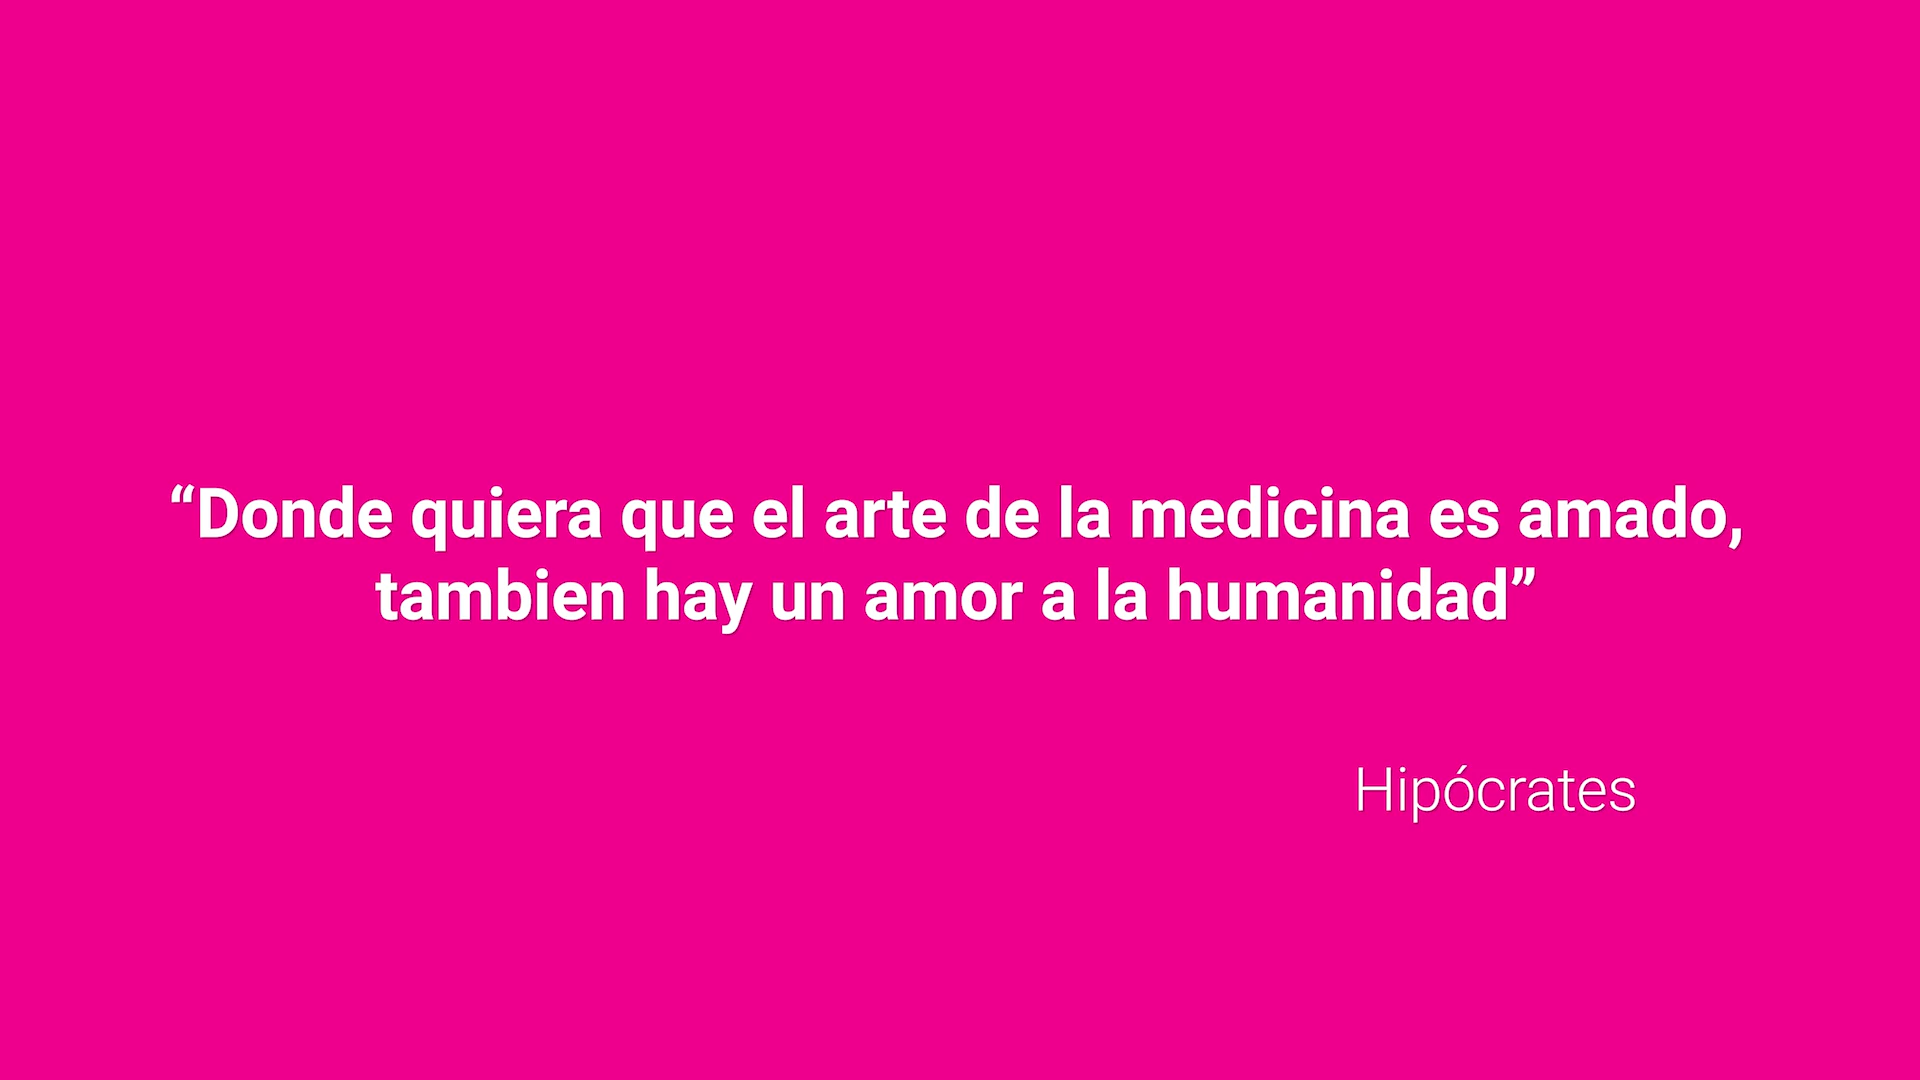 “Donde quiera que el arte de la medicina es amado,
tambien hay un amor a la humanidad”
Hipócrates